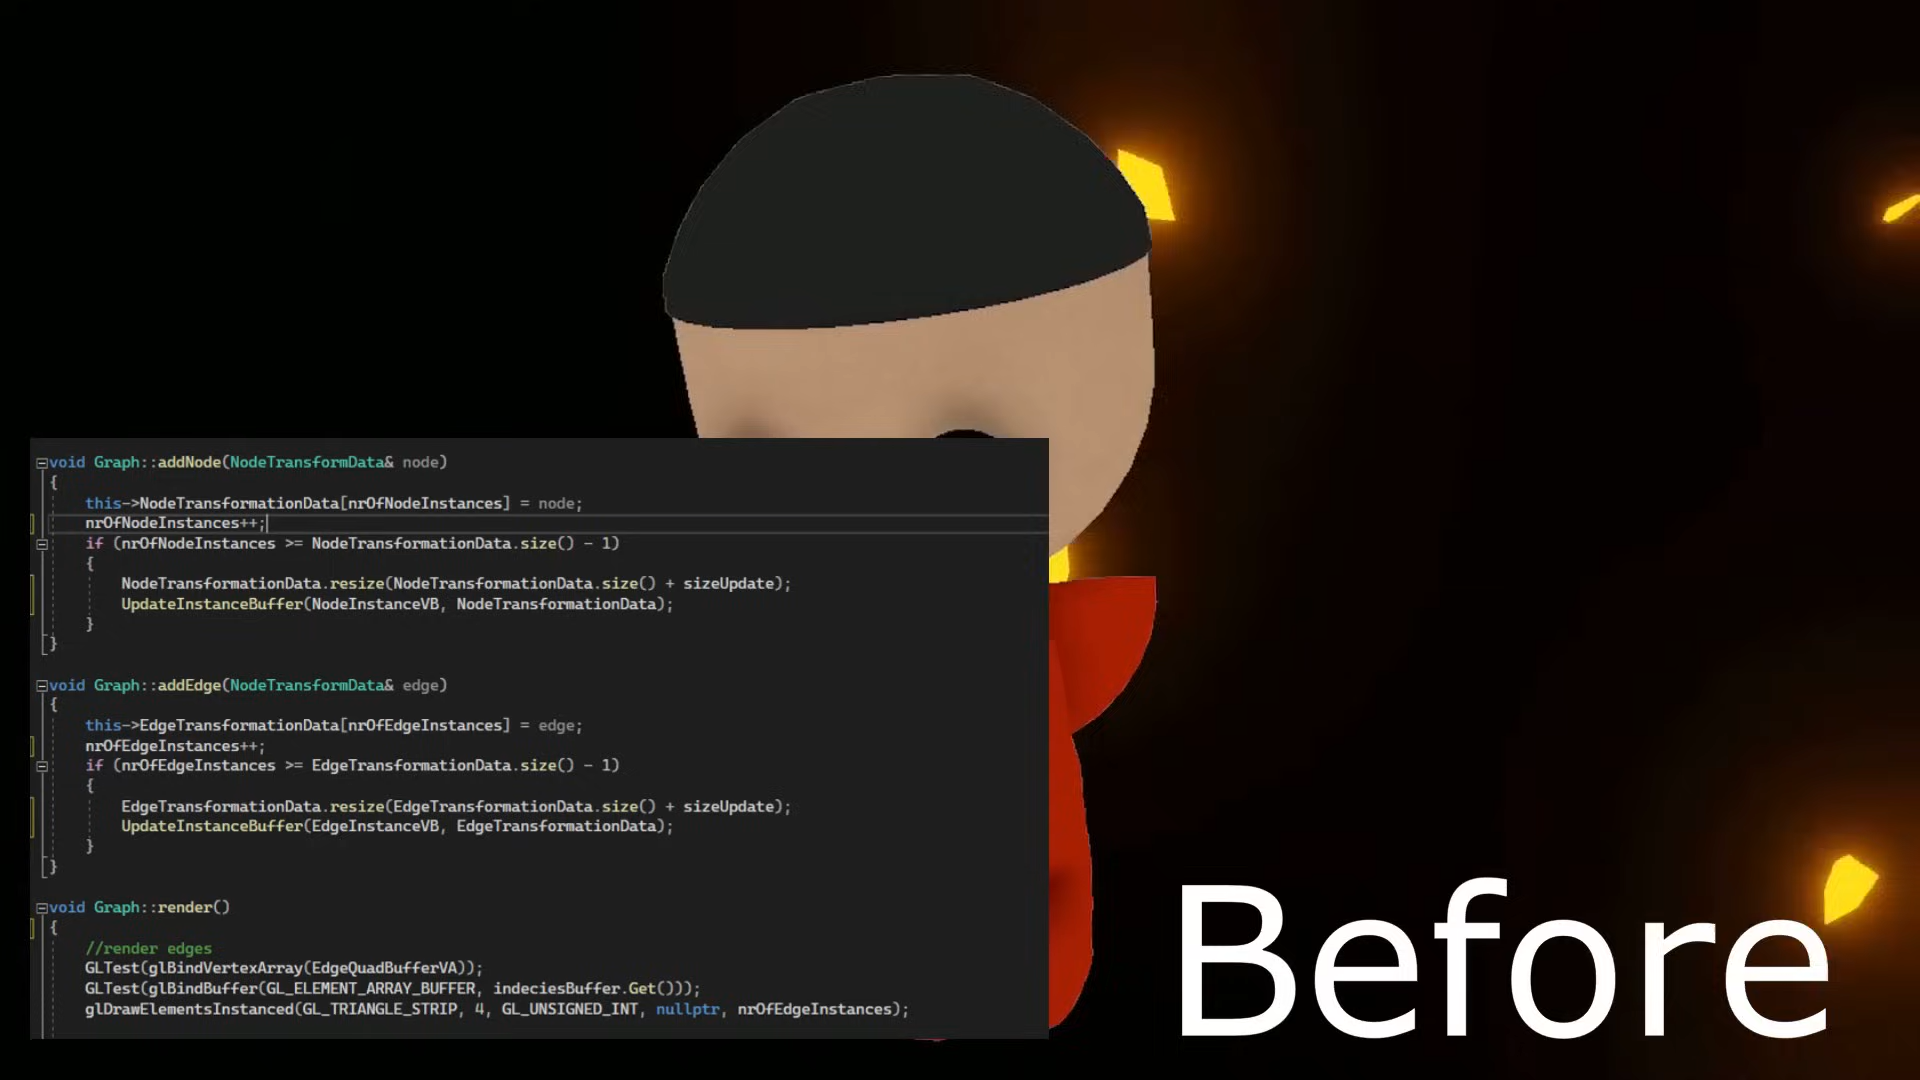 void Graph::addNode(NodeTransformData& node)
{
this->NodeTransformationData[nrOfNodeInstances] = node;
nrOfNodeInstances++;
if (nrOfNodeInstances >= NodeTransformationData.size() - 1)
{
NodeTransformationData.resize(NodeTransformationData.size() + sizeUpdate);
UpdateInstanceBuffer(NodeInstanceVB, NodeTransformationData);
}
}
void Graph::addEdge(NodeTransformData& edge)
{
this->EdgeTransformationData[nrOfEdgeInstances] = edge;
nrOfEdgeInstances++;
if (nrOfEdgeInstances >= EdgeTransformationData.size() - 1)
{
EdgeTransformationData.resize(EdgeTransformationData.size() + sizeUpdate);
UpdateInstanceBuffer(EdgeInstanceVB, EdgeTransformationData);
}
}
void Graph::render()
{
//render edges
GLTest(glBindVertexArray(EdgeQuadBufferVA));
GLTest(glBindBuffer(GL_ELEMENT_ARRAY_BUFFER, indeciesBuffer.Get()));
glDrawElementsInstanced(GL_TRIANGLE_STRIP, 4, GL_UNSIGNED_INT, nullptr, nrOfEdgeInstances);
Before